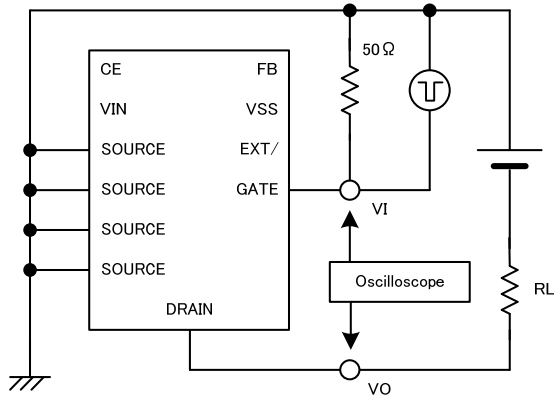 50Ω
CE FB
VIN VSS
SOURCE EXT/
SOURCE GATE
SOURCE
SOURCE
DRAIN
VI
Oscilloscope
RL
VO